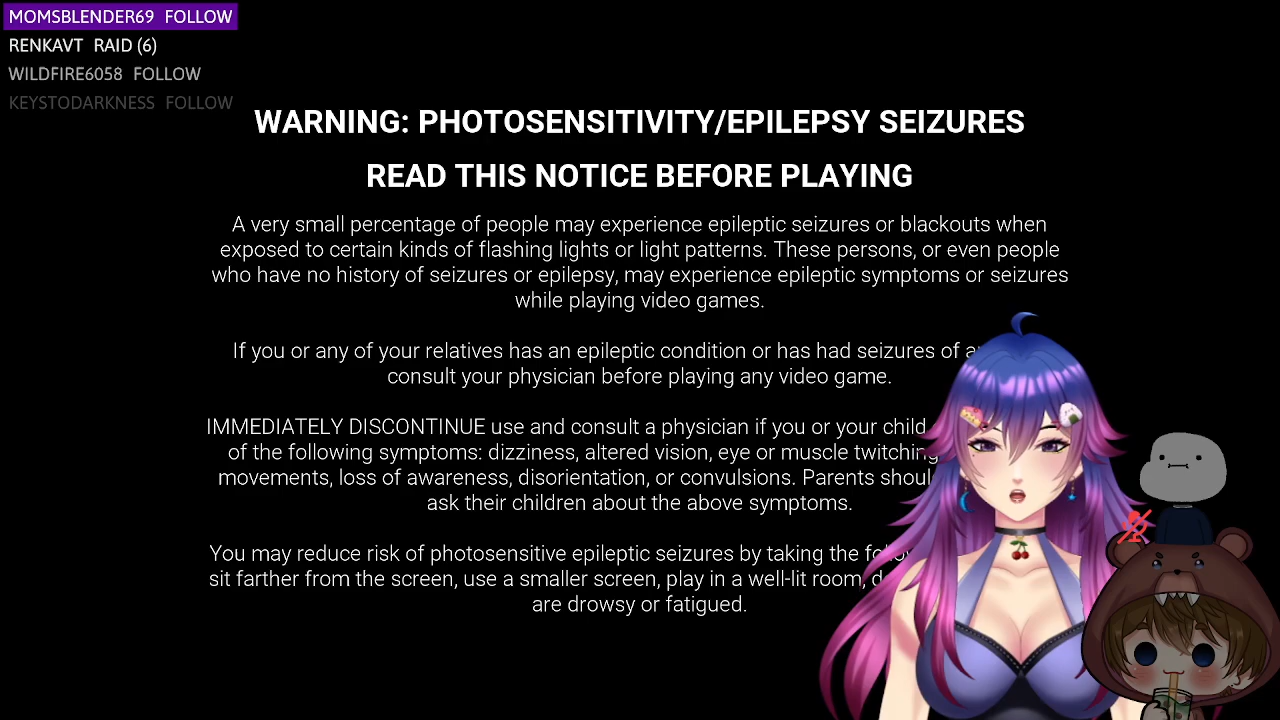 MOMSBLENDER69 FOLLOW
RENKAVT RAID (6)
WILDFIRE6058 FOLLOW
KEYSTODARKNESS FOLLOW
WARNING: PHOTOSENSITIVITY/EPILEPSY SEIZURES
READ THIS NOTICE BEFORE PLAYING
A very small percentage of people may experience epileptic seizures or blackouts when
exposed to certain kinds of flashing lights or light patterns. These persons, or even people
who have no history of seizures or epilepsy, may experience epileptic symptoms or seizures
while playing video games.
If you or any of your relatives has an epileptic condition or has had seizures of
consult your physician before playing any video game.
IMMEDIATELY DISCONTINUE use and consult a physician if you or your child
of the following symptoms: dizziness, altered vision, eye or muscle twitching
movements, loss of awareness, disorientation, or convulsions. Parents
ask their children about the above symptoms.
You may reduce risk of photosensitive epileptic seizures by taking the
sit farther from the screen, use a smaller screen, play in a well-lit room,
are drowsy or fatigued.